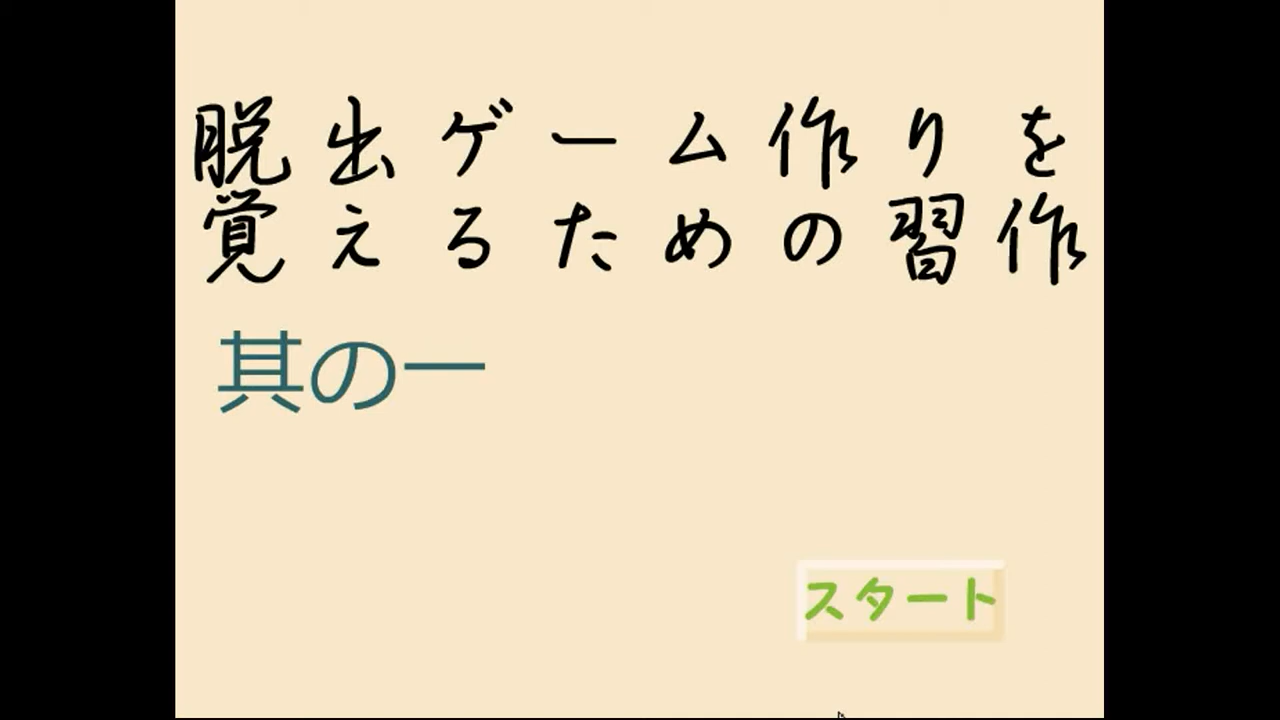 脱出ゲーム作りを
覚えるための習作
其の一
スタート